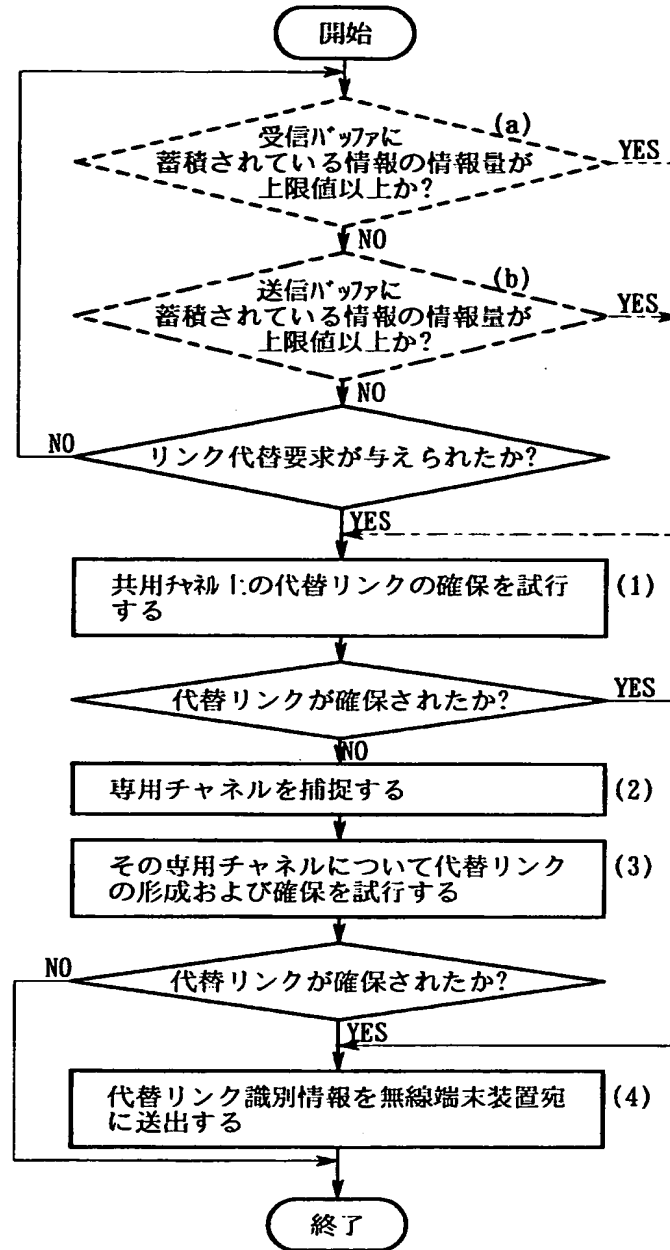 開始
(a)
受信バッファに
蓄積されている情報の情報量が
上限値以上か?
YES
NO
(b)
送信バッファに
蓄積されている情報の情報量が
上限値以上か?
YES
NO
リンク代替要求が与えられたか?
NO
YES
共用チャネル上の代替リンクの確保を試行
する
(1)
代替リンクが確保されたか?
YES
NO
専用チャネルを捕捉する
(2)
その専用チャネルについて代替リンク
の形成および確保を試行する
(3)
NO
代替リンクが確保されたか?
YES
代替リンク識別情報を無線端末装置宛
に送出する
(4)
終了